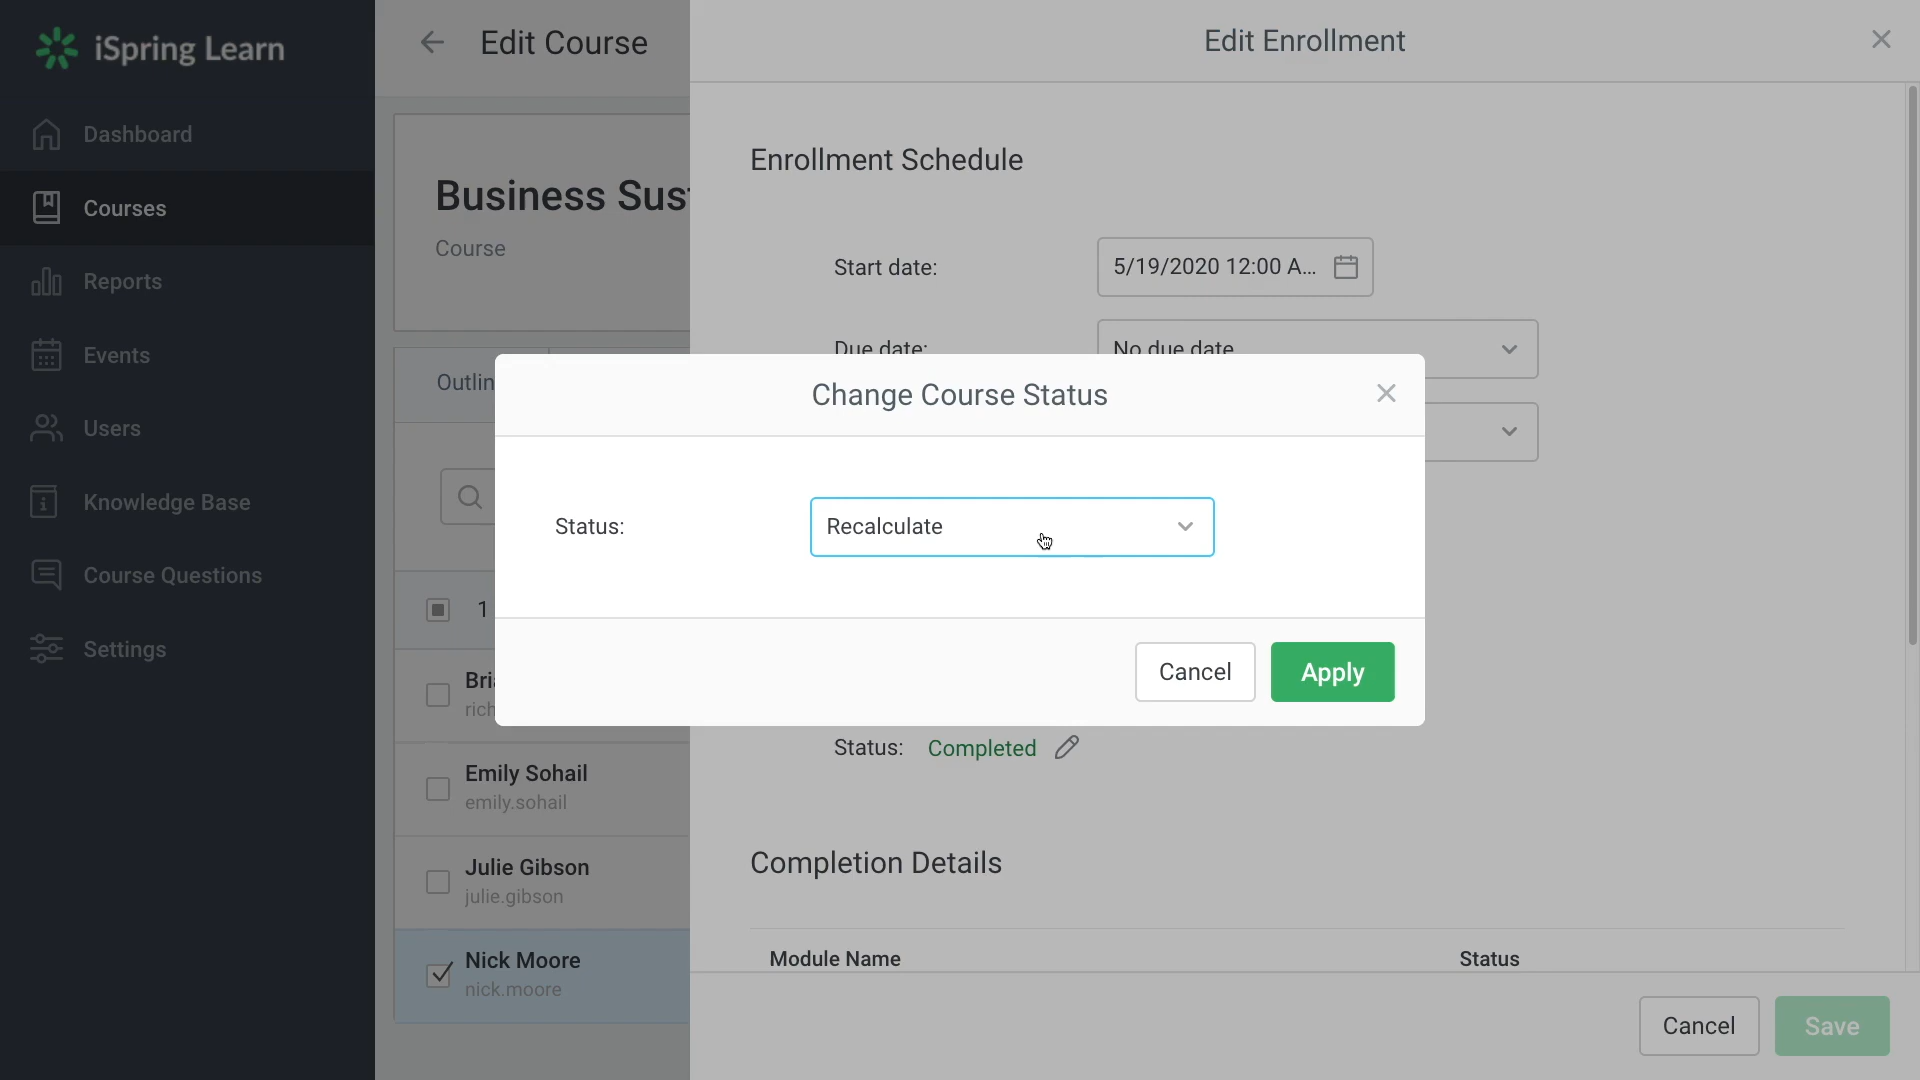 iSpring Learn
Dashboard
Courses
Reports
Events
Users
Knowledge Base
Course Questions
Settings
Edit Course
Business Sus
Course
Outlin
1
Bri
rich
Emily Sohail
emily.sohail
Julie Gibson
julie.gibson
Nick Moore
nick.moore
Edit Enrollment
Enrollment Schedule
Start date: 5/19/2020 12:00 A...
Due date: No due date
Change Course Status
Status: Recalculate
Cancel Apply
Status: Completed
Completion Details
Module Name Status
Cancel Save